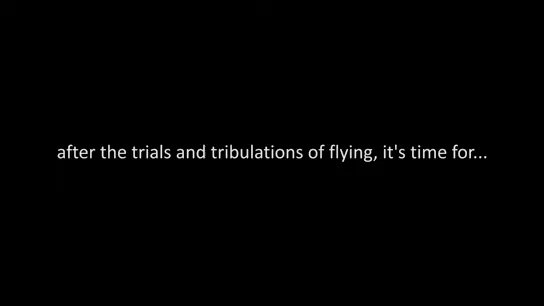 after the trials and tribulations of flying, it's time for...